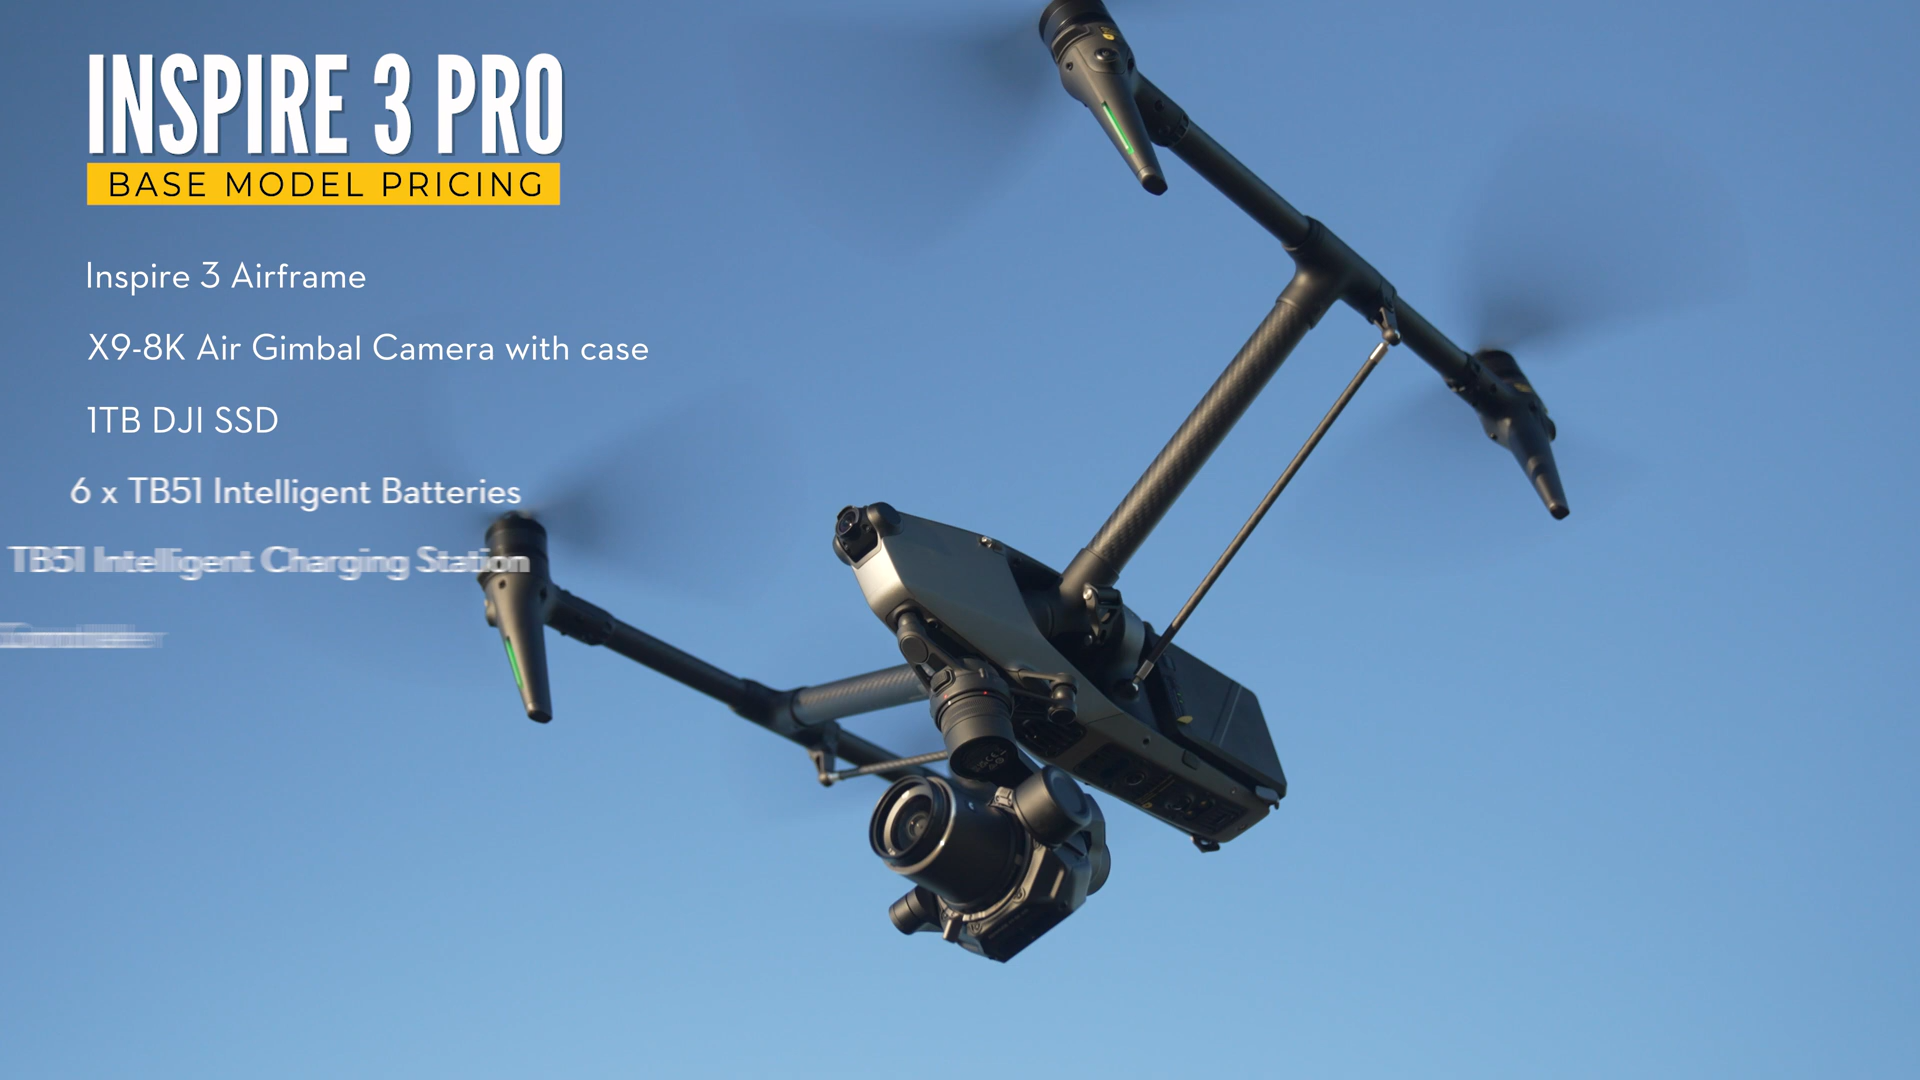 INSPIRE 3 PRO
BASE MODEL PRICING
Inspire 3 Airframe
X9-8K Air Gimbal Camera with case
1TB DJI SSD
6 x TB51 Intelligent Batteries
TB51 Intelligent Charging Station